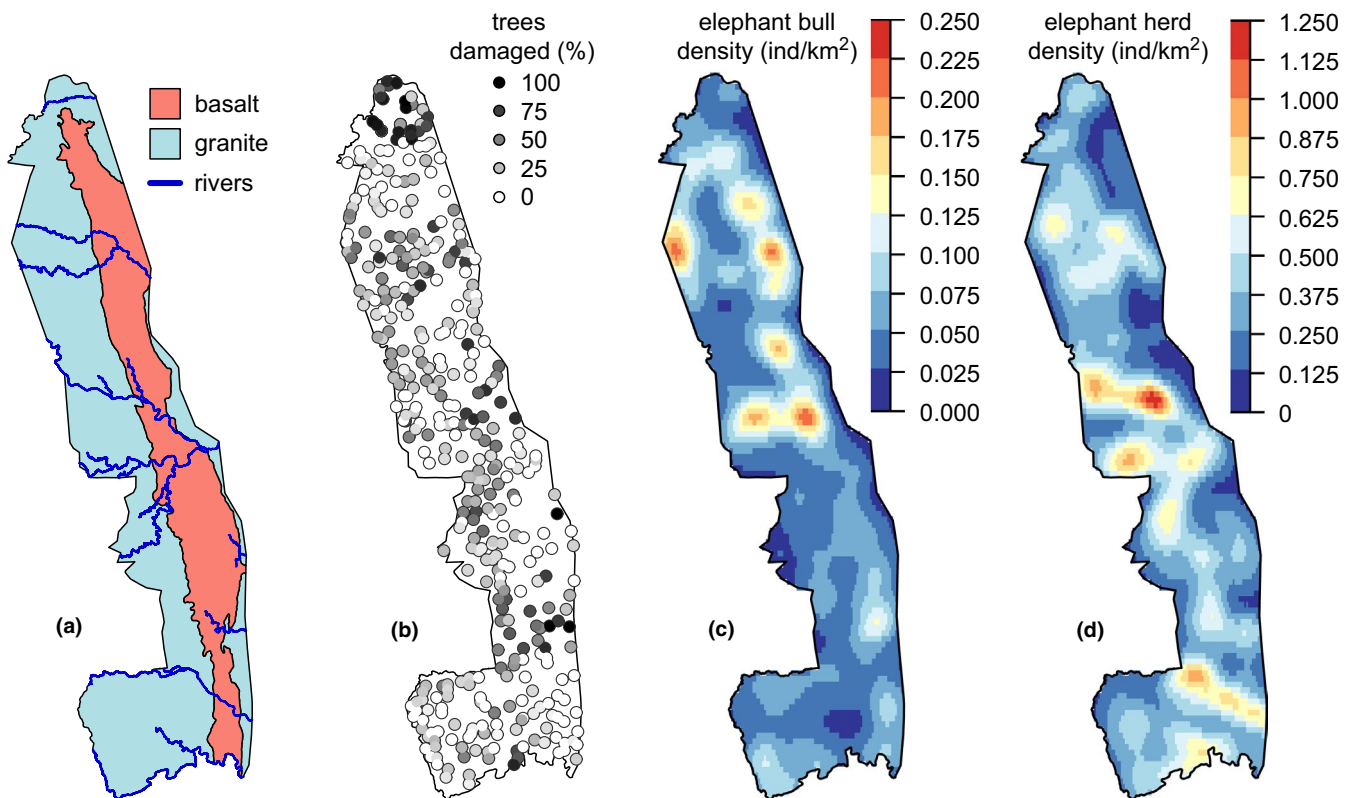 basalt
granite
rivers
(a)
trees
damaged (%)
100
75
50
25
0
(b)
elephant bull
density (ind/km²)
0.250
0.225
0.200
0.175
0.150
0.125
0.100
0.075
0.050
0.025
0.000
(c)
elephant herd
density (ind/km²)
1.250
1.125
1.000
0.875
0.750
0.625
0.500
0.375
0.250
0.125
0
(d)